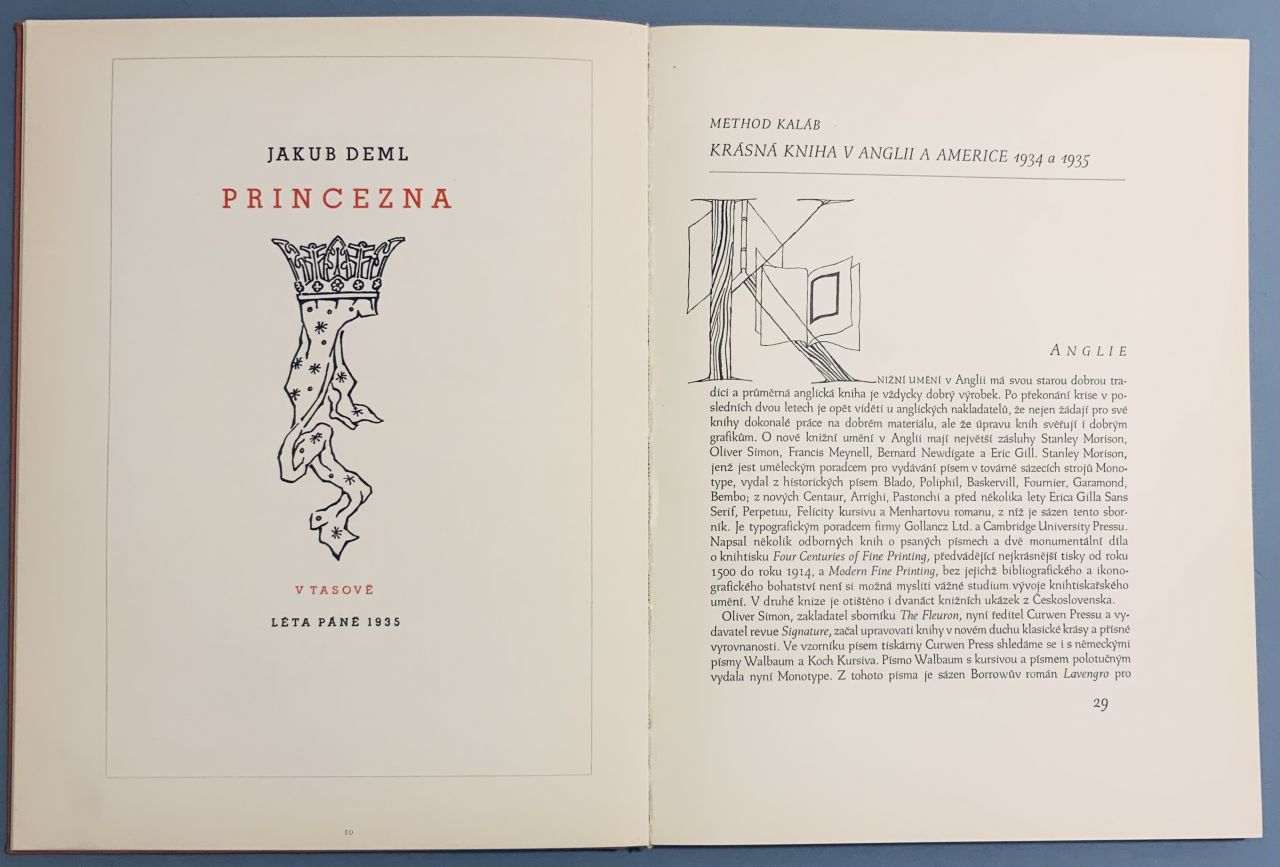 JAKUB DEML
PRINCEZNA
V TASOVĚ
LÉTA PÁNĚ 1935
10
METHOD KALÁB
KRÁSNÁ KNIHA V ANGLII A AMERICE 1934 a 1935
ANGLIE
KNIŽNÍ UMĚNÍ v Anglii má svou starou dobrou tra-
dici a průměrná anglická kniha je vždycky dobrý výrobek. Po překonání krise v po-
sledních dvou letech je opět viděti u anglických nakladatelů, že nejen žádají pro své
knihy dokonalé práce na dobrém materiálu, ale že úpravu knih svěřují i dobrým
grafikům. O nové knižní umění v Anglii mají největší zásluhy Stanley Morison,
Oliver Simon, Francis Meynell, Bernard Newdigate a Eric Gill. Stanley Morison,
jenž jest uměleckým poradcem pro vydávání písem v továrně sázecích strojů Mono-
type, vydal z historických písem Blado, Poliphil, Baskervill, Fournier, Garamond,
Bembo; z nových Centaur, Arrighi, Pastonchi a před několika lety Erica Gilla Sans
Serif, Perpetuu, Felicity kursivu a Menhartovu romanu, z níž je sázen tento sbor-
ník. Je typografickým poradcem firmy Gollancz Ltd. a Cambridge University Pressu.
Napsal několik odborných knih o psaných písmech a dvě monumentální díla
o knihtisku Four Centuries of Fine Printing, předvádějící nejkrásnější tisky od roku
1500 do roku 1914, a Modern Fine Printing, bez jejichž bibliografického a ikono-
grafického bohatství není si možná mysliti vážné studium vývoje knihtiskařského
umění. V druhé knize je otištěno i dvanáct knižních ukázek z Československa.
Oliver Simon, zakladatel sborníku The Fleuron, nyní ředitel Curwen Pressu a vy-
davatel revue Signature, začal upravovati knihy v novém duchu klasické krásy a přísné
vyrovnanosti. Ve vzorníku písem tiskárny Curwen Press shledáme se i s německými
písmy Walbaum a Koch Kursiva. Písmo Walbaum s kursivou a písmem polotučným
vydala nyní Monotype. Z tohoto písma je sázen Borrowův román Lavengro pro
29